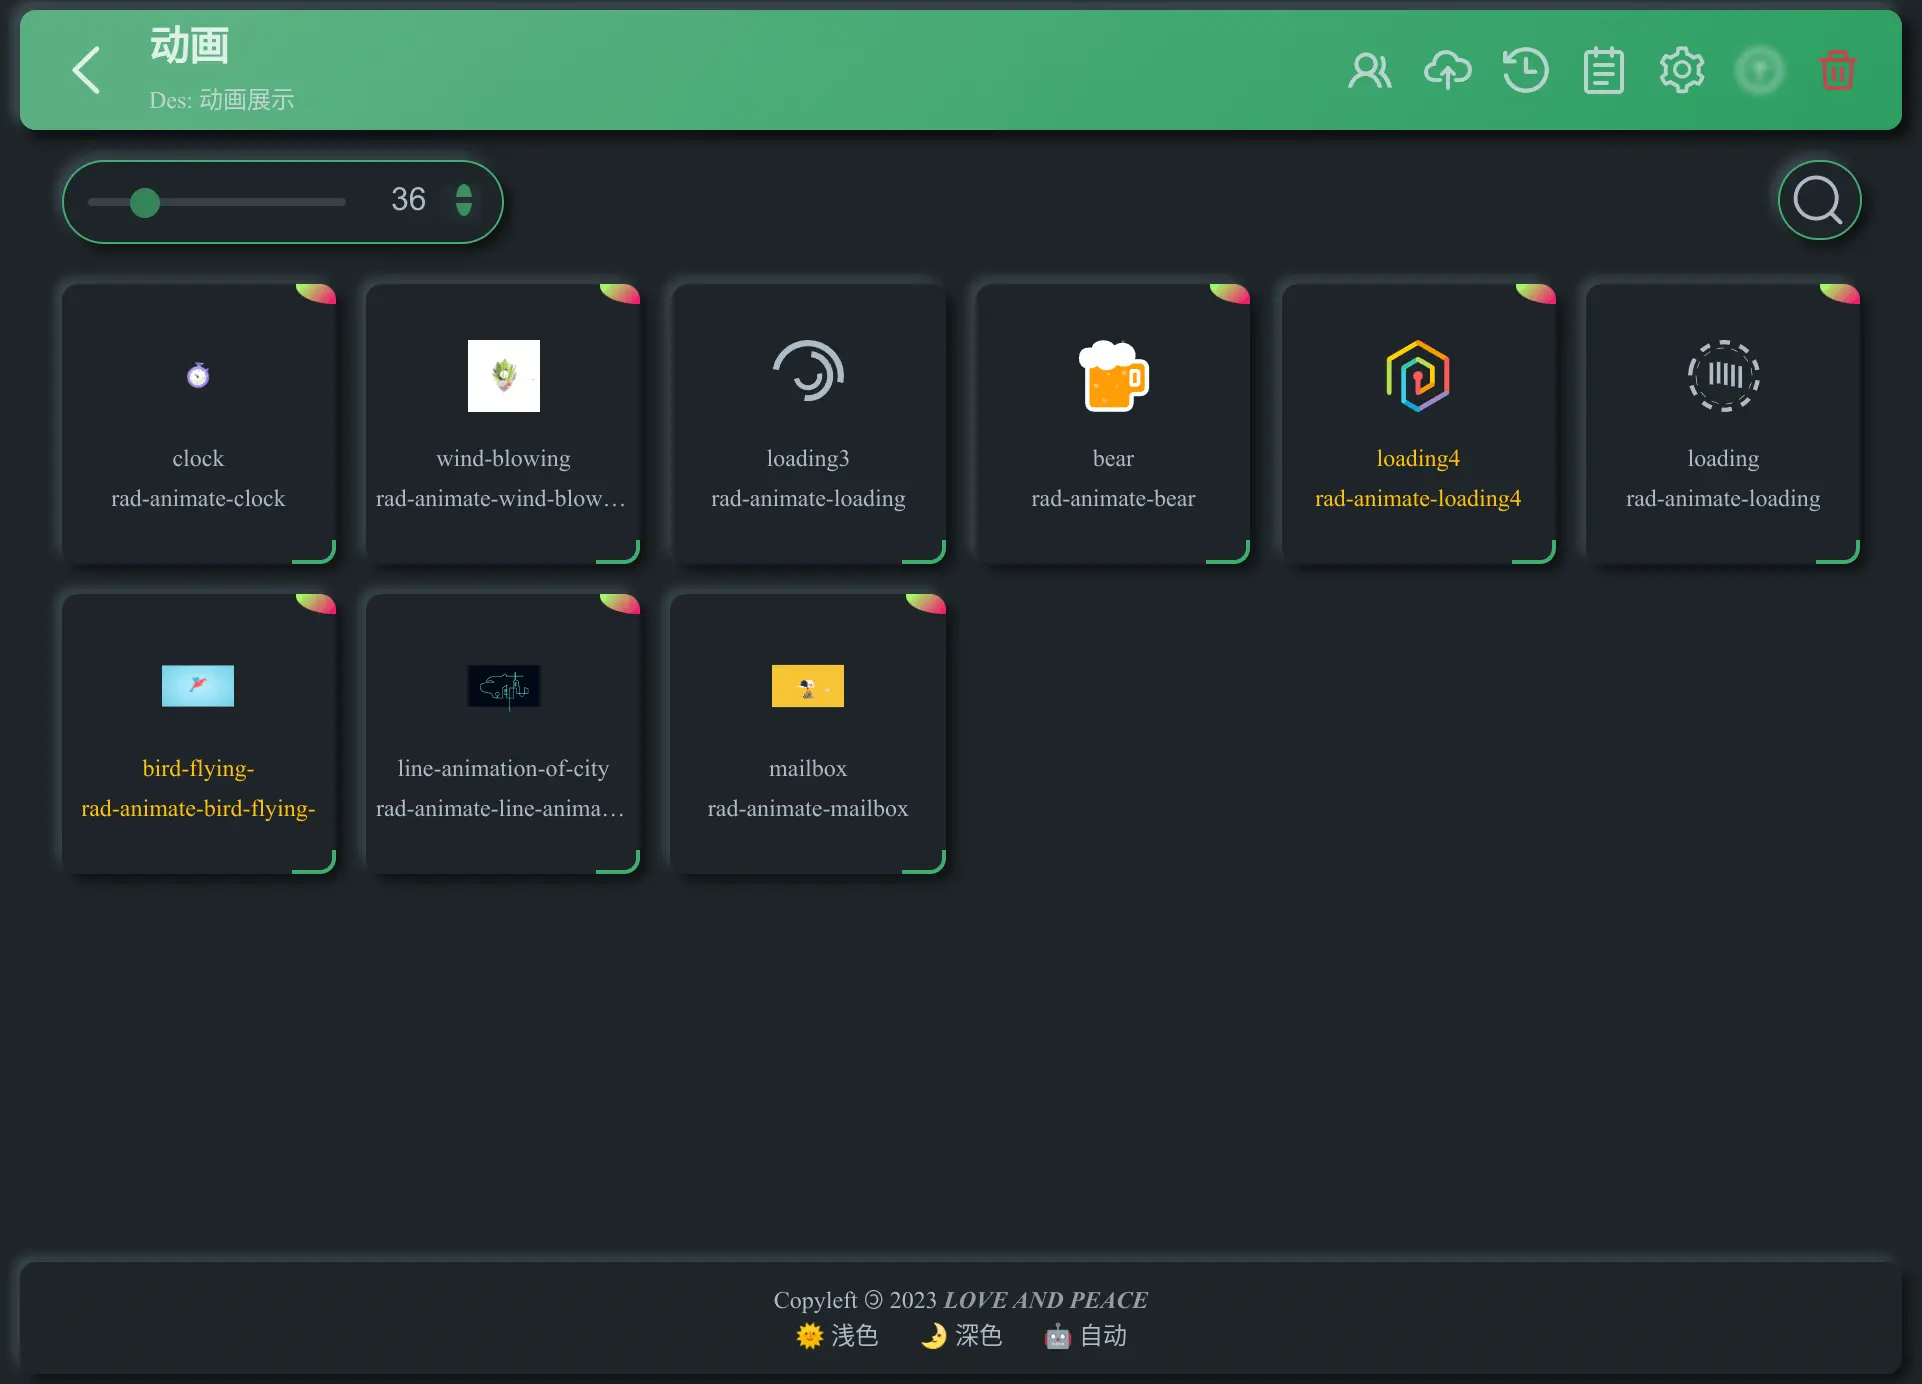 动画
Des: 动画展示
36
clock
rad-animate-clock
wind-blowing
rad-animate-wind-blow…
loading3
rad-animate-loading
bear
rad-animate-bear
loading4
rad-animate-loading4
loading
rad-animate-loading
bird-flying-
rad-animate-bird-flying-
line-animation-of-city
rad-animate-line-anima…
mailbox
rad-animate-mailbox
Copyleft 🄯 2023 LOVE AND PEACE
🌞 浅色 🌛 深色 🤖 自动